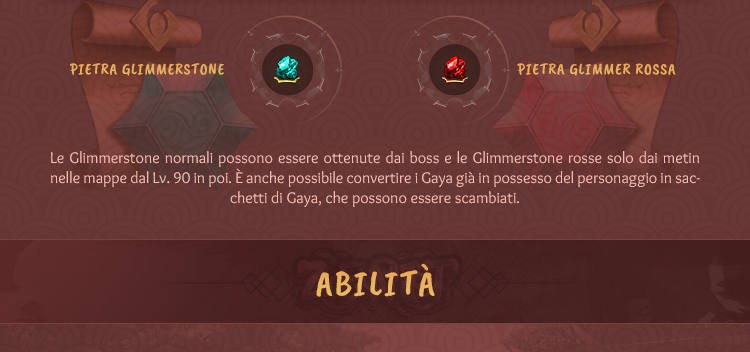 PIETRA GLIMMERSTONE
PIETRA GLIMMER ROSSA
Le Glimmerstone normali possono essere ottenute dai boss e le Glimmerstone rosse solo dai metin
nelle mappe dal Lv. 90 in poi. È anche possibile convertire i Gaya già in possesso del personaggio in sac-
chetti di Gaya, che possono essere scambiati.
ABILITÀ